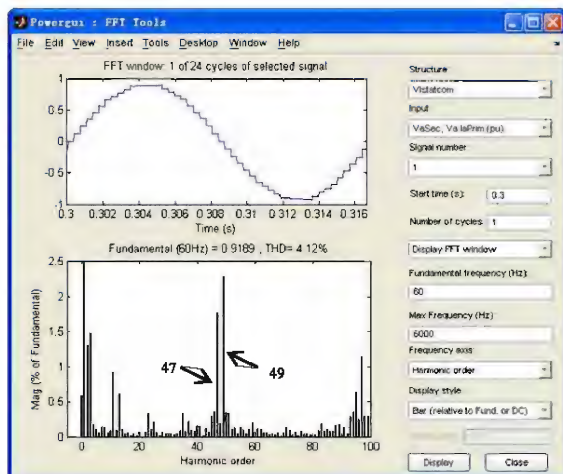 Powergui : FFT Tools
File Edit View Insert Tools Desktop Window Help
FFT window: 1 of 24 cycles of selected signal
1
0.5
0
-0.5
-1
0.3 0.302 0.304 0.306 0.308 0.31 0.312 0.314 0.316
Time (s)
Fundamental (60Hz) = 0.9189 , THD= 4.12%
Mag (% of Fundamental)
2.5
2
1.5
1
0.5
0
47
49
0 20 40 60 80 100
Harmonic order
Structure
Vistatcom
Input
VaSec, Va IaPrim (pu)
Signal number
1
Start time (s): 0.3
Number of cycles: 1
Display FFT window
Fundamental frequency (Hz):
60
Max Frequency (Hz):
6000
Frequency axis
Harmonic order
Display style
Bar (relative to Fund. or DC)
Display
Close